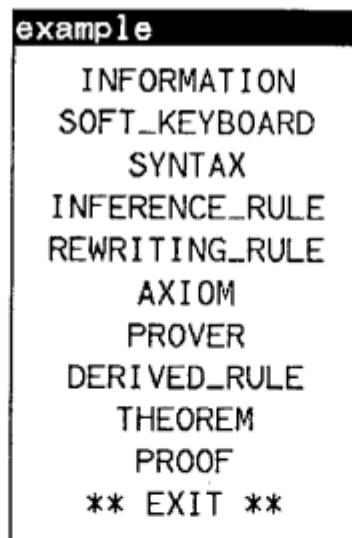 example
INFORMATION
SOFT_KEYBOARD
SYNTAX
INFERENCE_RULE
REWRITING_RULE
AXIOM
PROVER
DERIVED_RULE
THEOREM
PROOF
** EXIT **